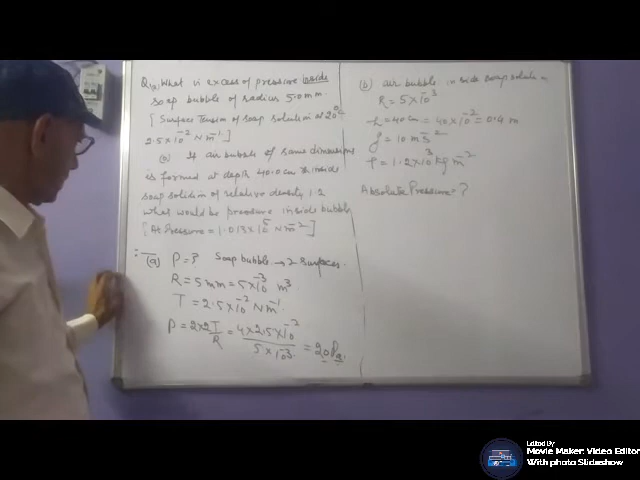 Q12. What is excess of pressure inside
soap bubble of radius 5.0 mm.
[Surface Tension of soap solution at 20°C
2.5×10⁻² N m⁻¹.]
If air bubble of same dimensions
is formed at depth 40.0 cm inside
soap solution of relative density 1.2
what would be pressure inside bubble
[At Pressure = 1.013×10⁵ N m⁻²]
(a) P = ? Soap bubble → 2 surfaces.
R = 5 mm = 5×10⁻³ m³
T = 2.5×10⁻² N m⁻¹
P = 2×2T/R = 4×2.5×10⁻²/5×10⁻³ = 20 Pa.
(b) air bubble inside soap solution
R = 5×10⁻³
h = 40 cm = 40×10⁻² = 0.4 m
g = 10 m s⁻²
ρ = 1.2×10³ kg m⁻²
Absolute Pressure = ?
Edited By
Movie Maker: Video Editor
With photo Slideshow